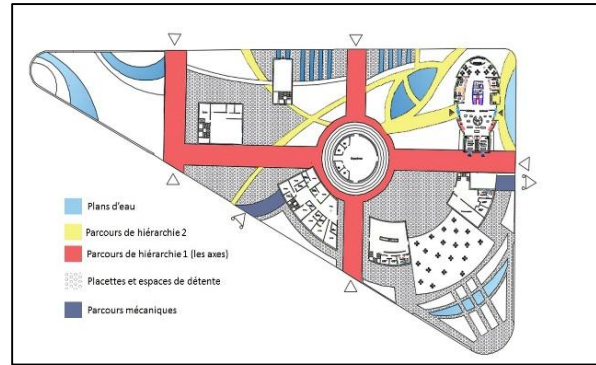 Plans d'eau
Parcours de hiérarchie 2
Parcours de hiérarchie 1 (les axes)
Placettes et espaces de détente
Parcours mécaniques